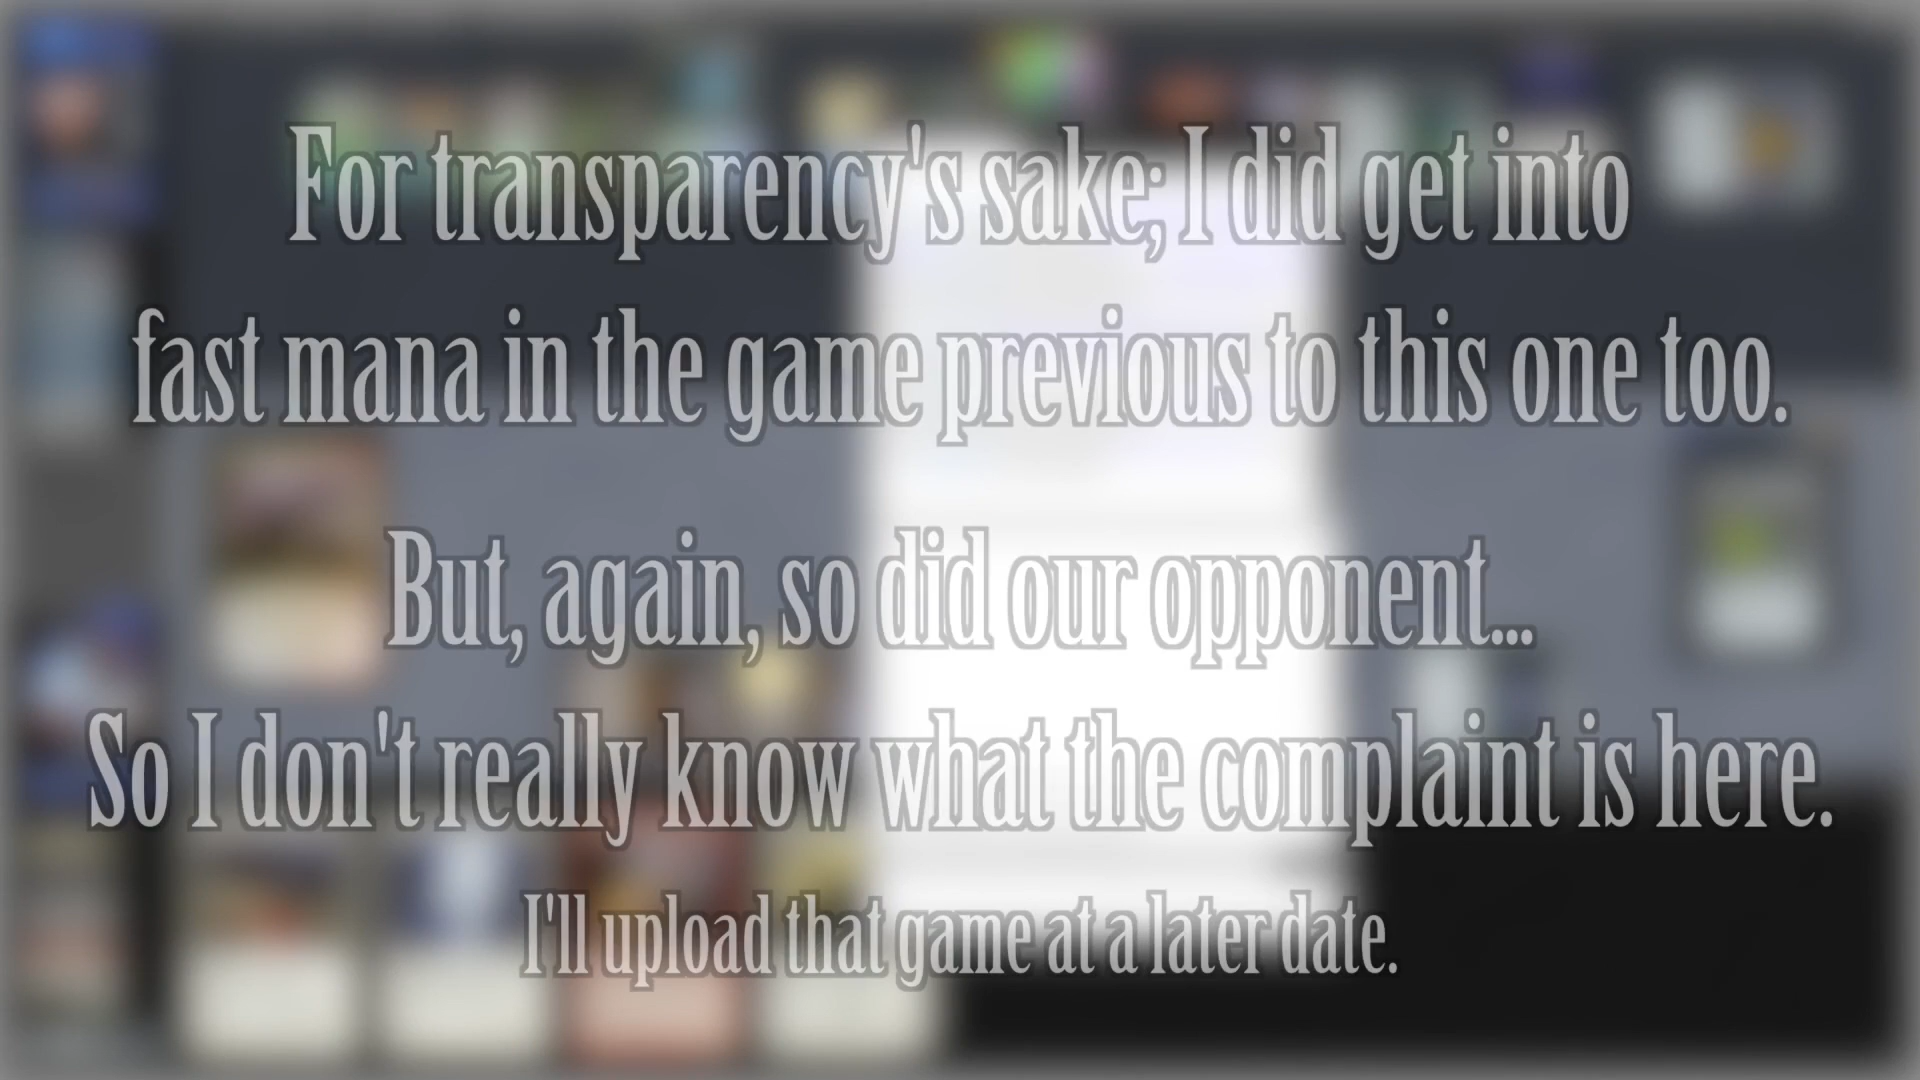 For transparency's sake; I did get into
fast mana in the game previous to this one too.
But, again, so did our opponent...
So I don't really know what the complaint is here.
I'll upload that game at a later date.